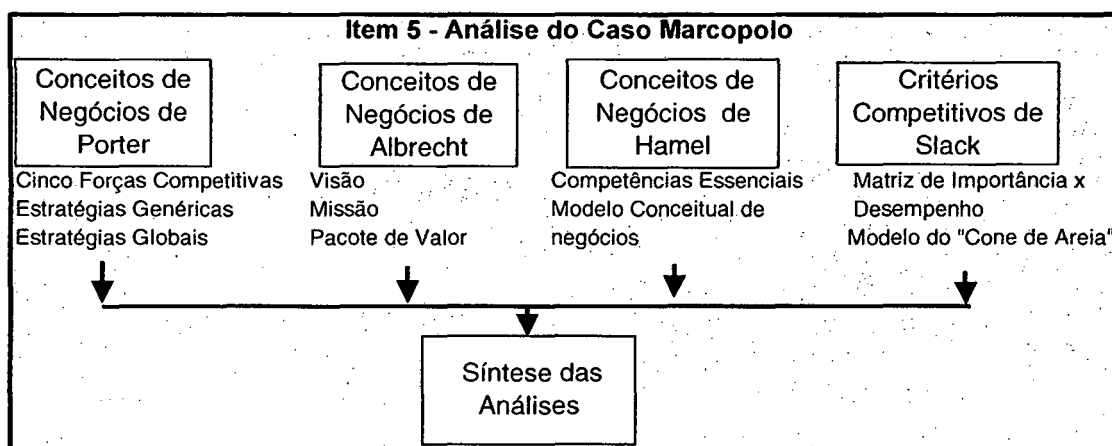 Item 5 - Análise do Caso Marcopolo
Conceitos de
Negócios de
Porter
Cinco Forças Competitivas
Estratégias Genéricas
Estratégias Globais
Conceitos de
Negócios de
Albrecht
Visão
Missão
Pacote de Valor
Conceitos de
Negócios de
Hamel
Competências Essenciais
Modelo Conceitual de
negócios
Critérios
Competitivos de
Slack
Matriz de Importância x
Desempenho
Modelo do "Cone de Areia"
Síntese das
Análises